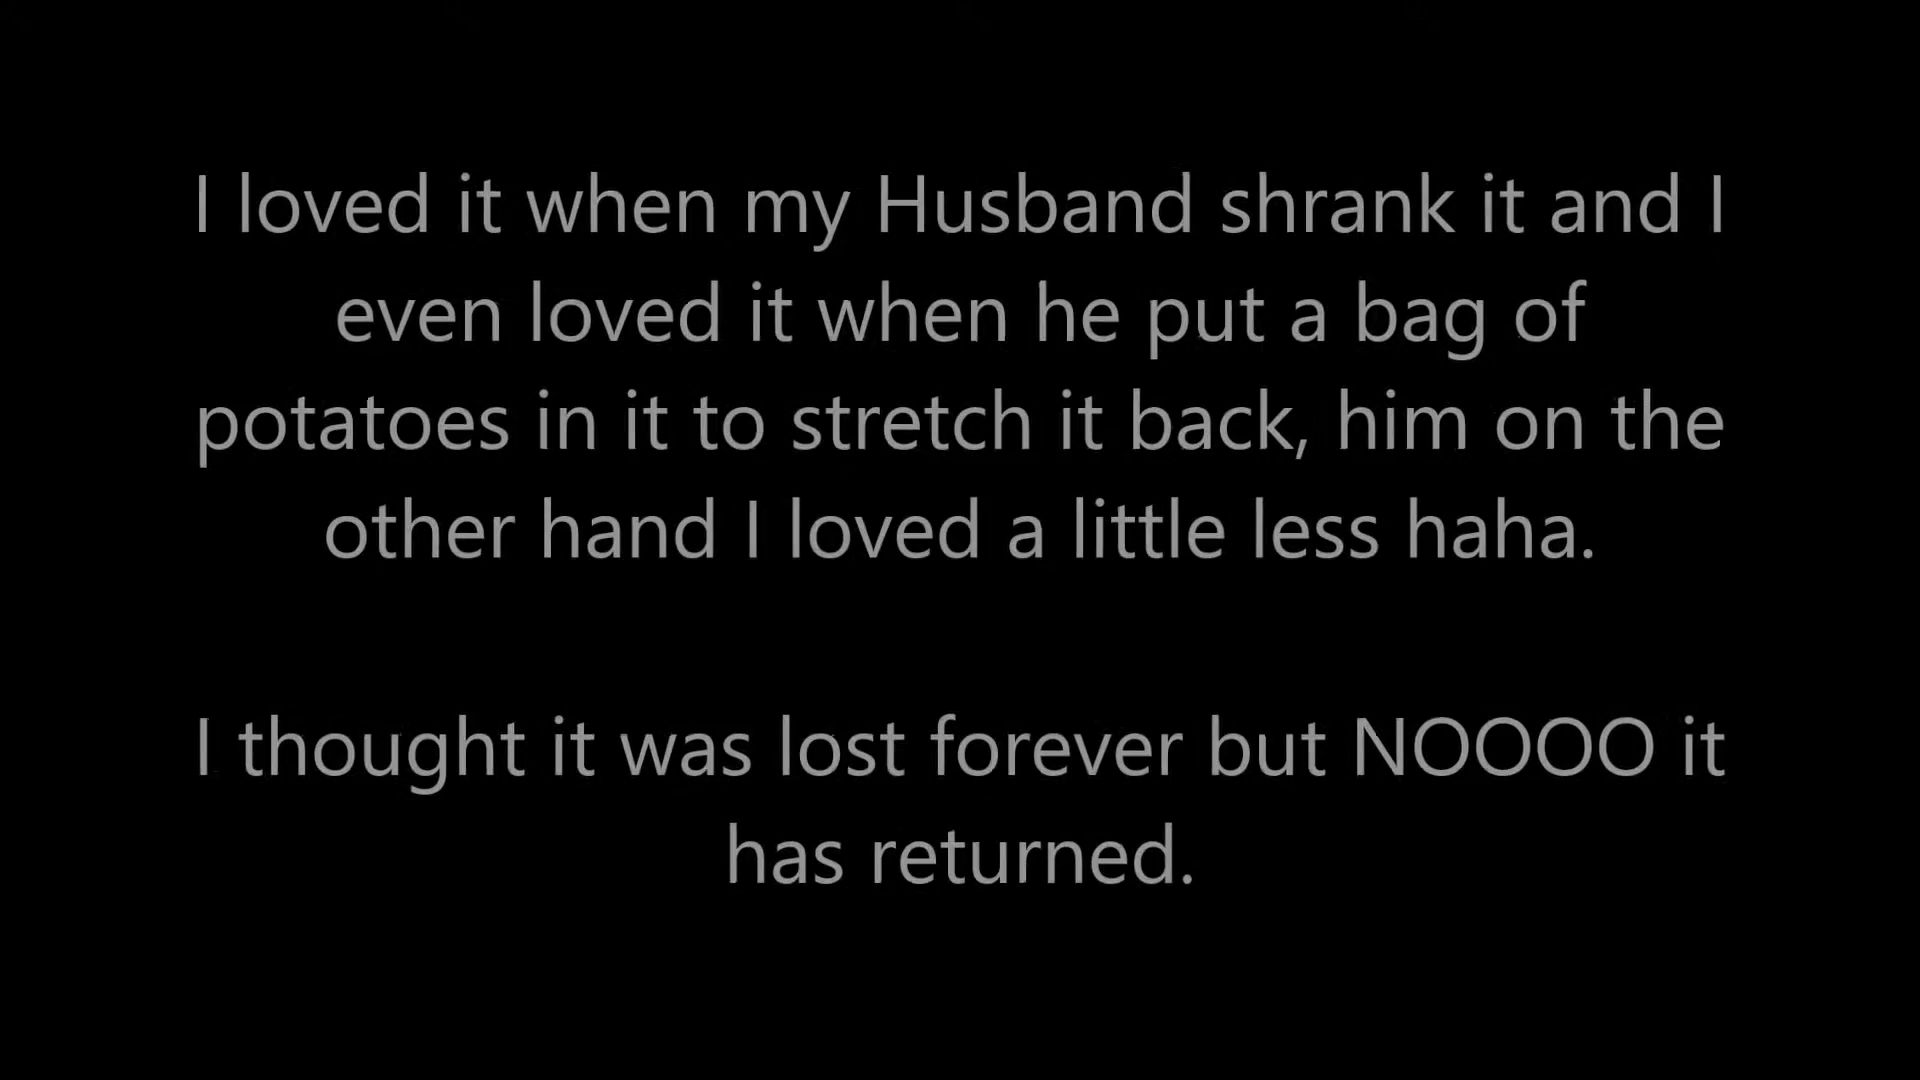 I loved it when my Husband shrank it and I
even loved it when he put a bag of
potatoes in it to stretch it back, him on the
other hand I loved a little less haha.
I thought it was lost forever but NOOOO it
has returned.